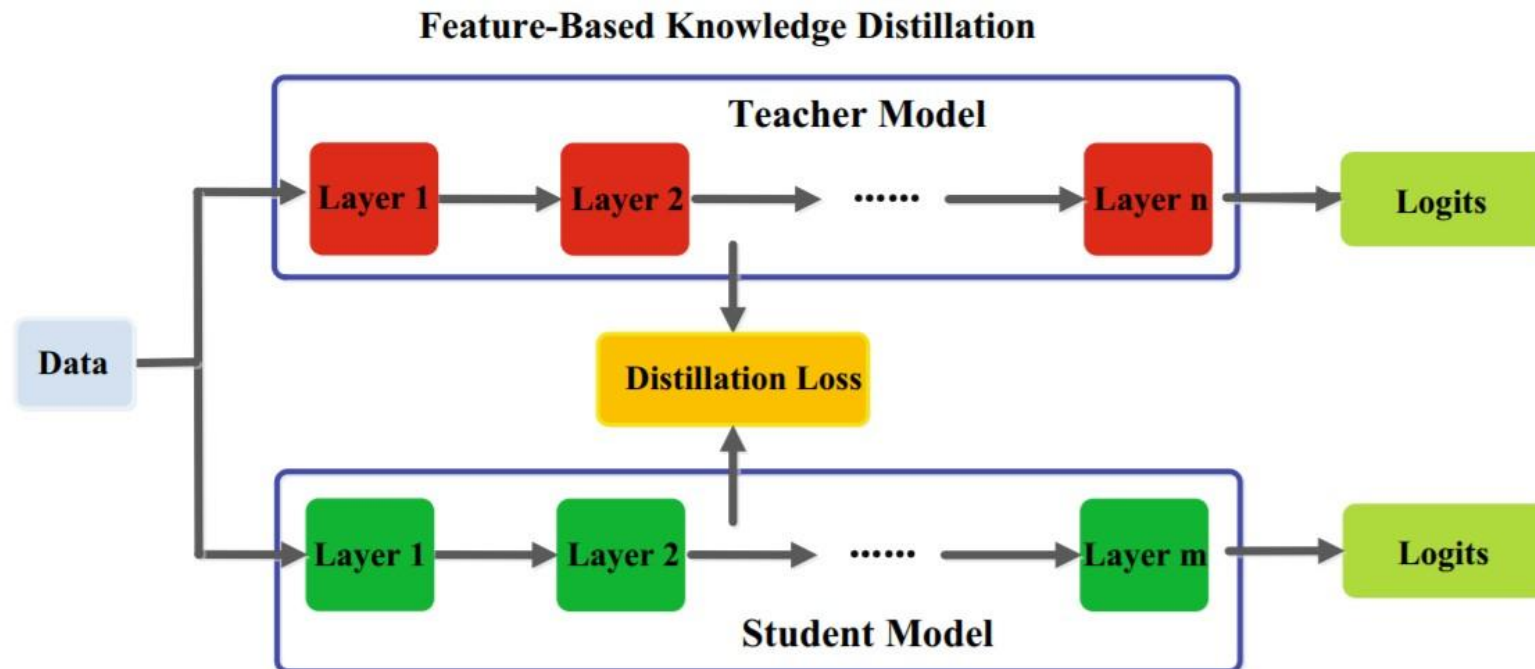 Feature-Based Knowledge Distillation
Teacher Model
Layer 1
Layer 2
......
Layer n
Logits
Data
Distillation Loss
Layer 1
Layer 2
......
Layer m
Logits
Student Model